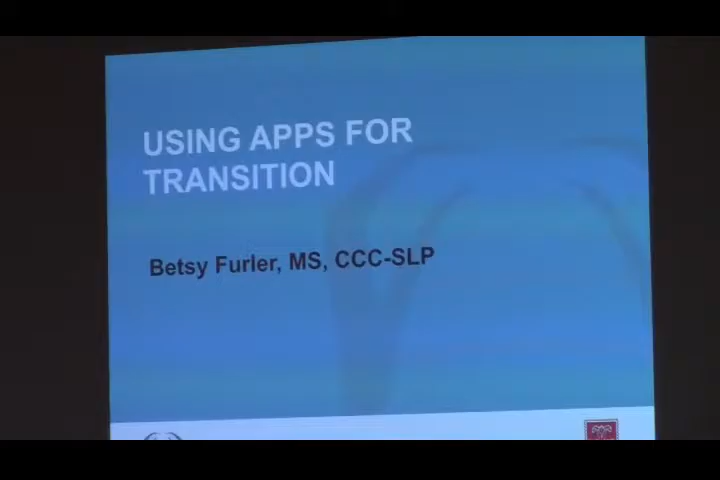 USING APPS FOR
TRANSITION
Betsy Furler, MS, CCC-SLP